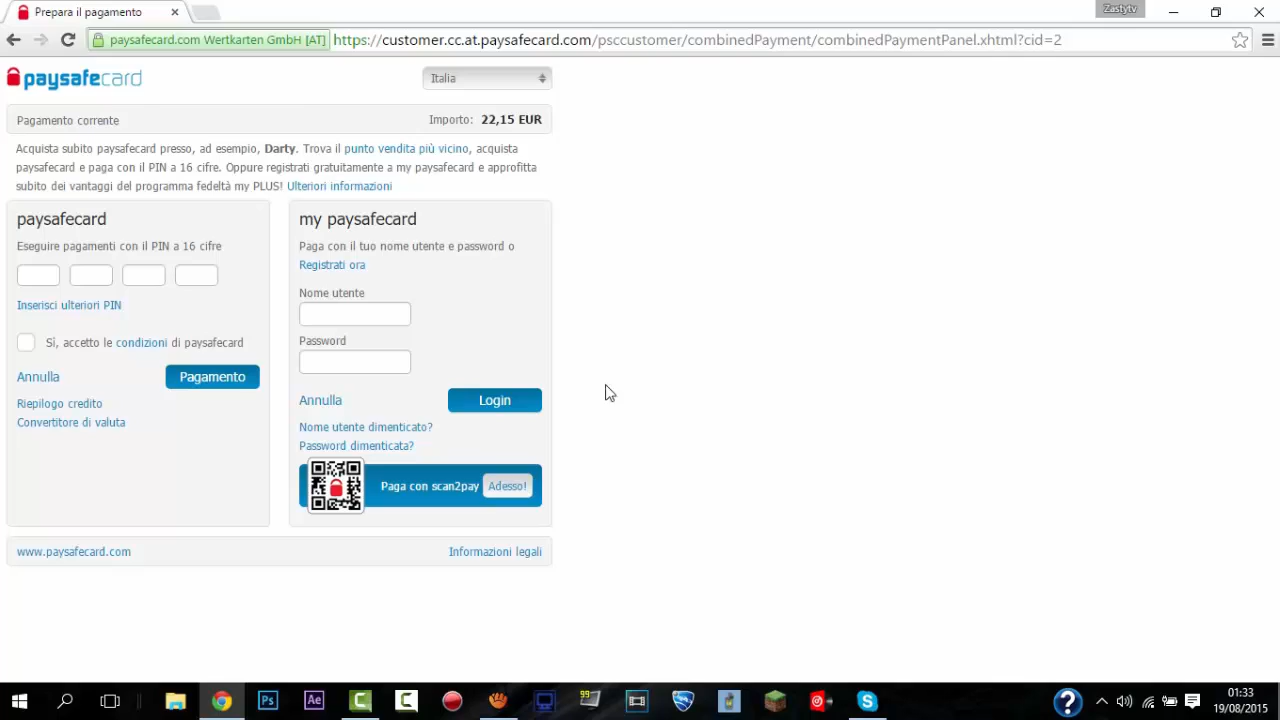 Prepara il pagamento
Zastytv
paysafecard.com Wertkarten GmbH [AT]
https://customer.cc.at.paysafecard.com/psccustomer/combinedPayment/combinedPaymentPanel.xhtml?cid=2
paysafecard
Italia
Pagamento corrente
Importo: 22,15 EUR
Acquista subito paysafecard presso, ad esempio, Darty. Trova il punto vendita più vicino, acquista
paysafecard e paga con il PIN a 16 cifre. Oppure registrati gratuitamente a my paysafecard e approfitta
subito dei vantaggi del programma fedeltà my PLUS! Ulteriori informazioni
paysafecard
Eseguire pagamenti con il PIN a 16 cifre
Inserisci ulteriori PIN
Sí, accetto le condizioni di paysafecard
Annulla
Pagamento
Riepilogo credito
Convertitore di valuta
my paysafecard
Paga con il tuo nome utente e password o
Registrati ora
Nome utente
Password
Annulla
Login
Nome utente dimenticato?
Password dimenticata?
Paga con scan2pay
Adesso!
www.paysafecard.com
Informazioni legali
Ps
Ae
99
01:33
19/08/2015